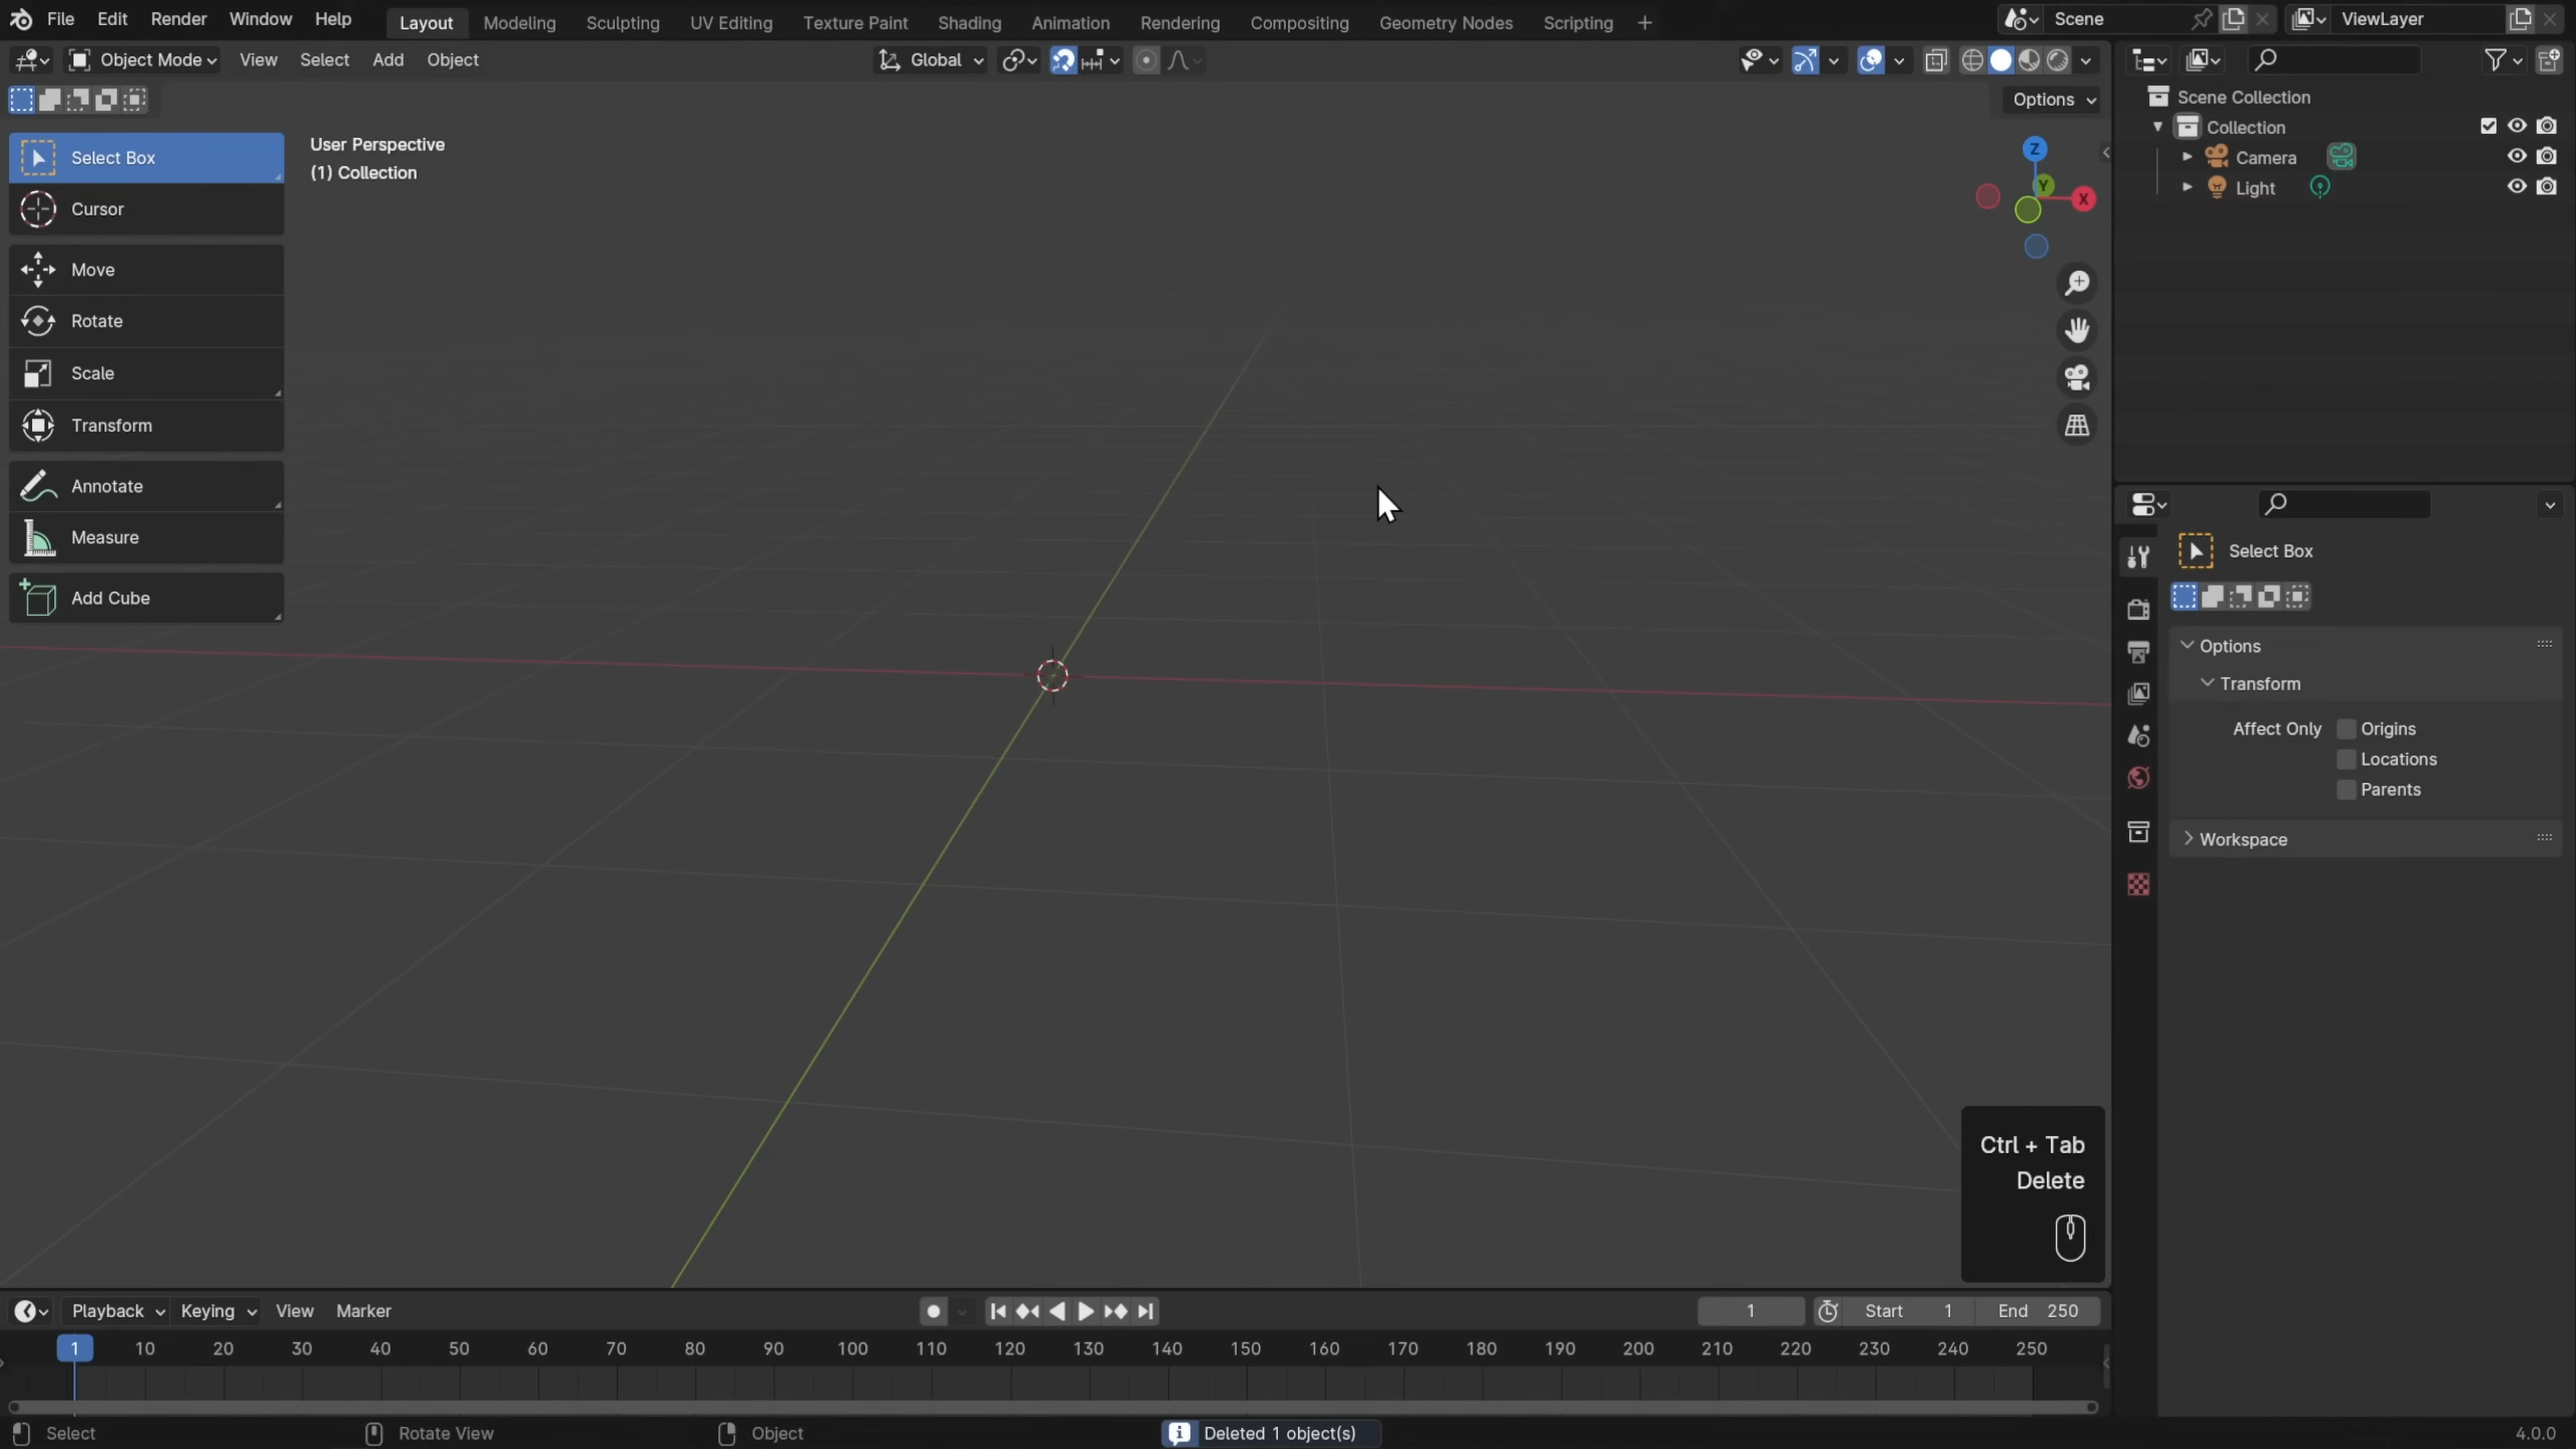 File Edit Render Window Help Layout Modeling Sculpting UV Editing Texture Paint Shading Animation Rendering Compositing Geometry Nodes Scripting + Scene ViewLayer
Object Mode View Select Add Object Global
Options
Select Box
Cursor
Move
Rotate
Scale
Transform
Annotate
Measure
Add Cube
User Perspective
(1) Collection
Z
Y
X
Ctrl + Tab
Delete
Scene Collection
Collection
Camera
Light
Select Box
Options
Transform
Affect Only Origins
Locations
Parents
Workspace
Playback Keying View Marker 1 Start 1 End 250
1 10 20 30 40 50 60 70 80 90 100 110 120 130 140 150 160 170 180 190 200 210 220 230 240 250
Select Rotate View Object Deleted 1 object(s) 4.0.0